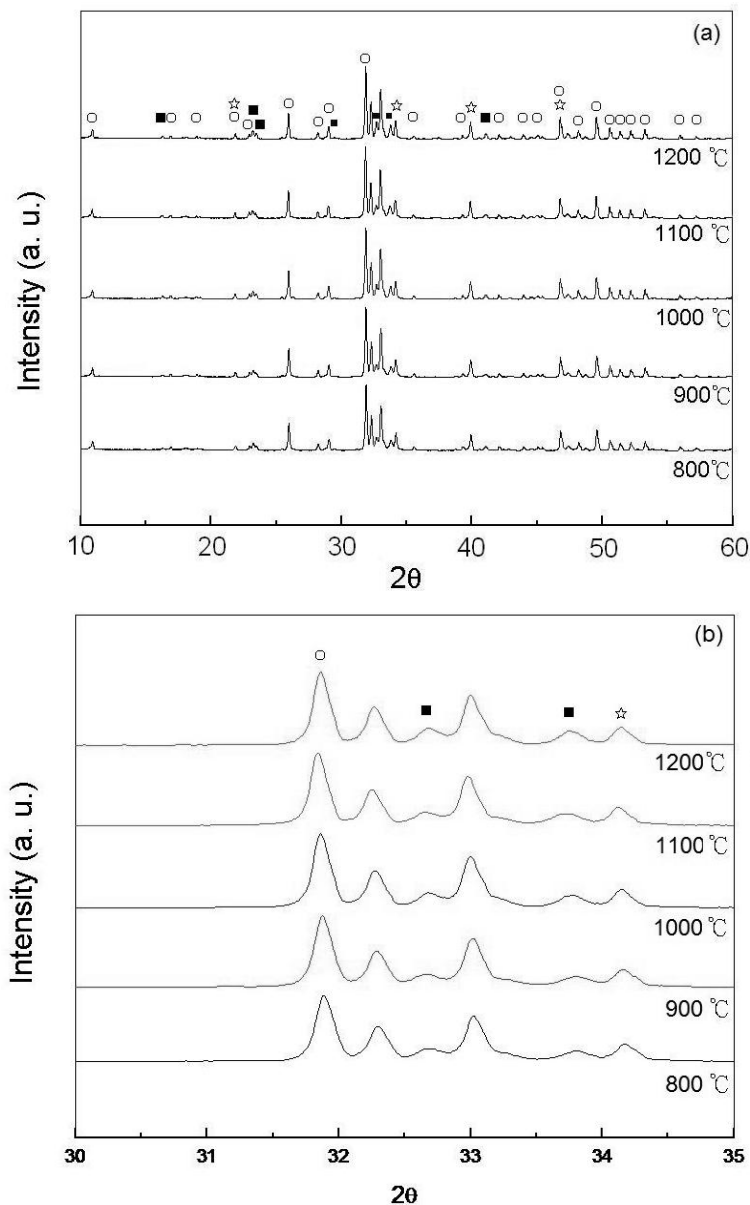 (a)
1200 ℃
1100 ℃
1000 ℃
900℃
800℃
Intensity (a. u.)
10 20 30 40 50 60
2θ
(b)
1200 ℃
1100 ℃
1000 ℃
900 ℃
800 ℃
Intensity (a. u.)
30 31 32 33 34 35
2θ